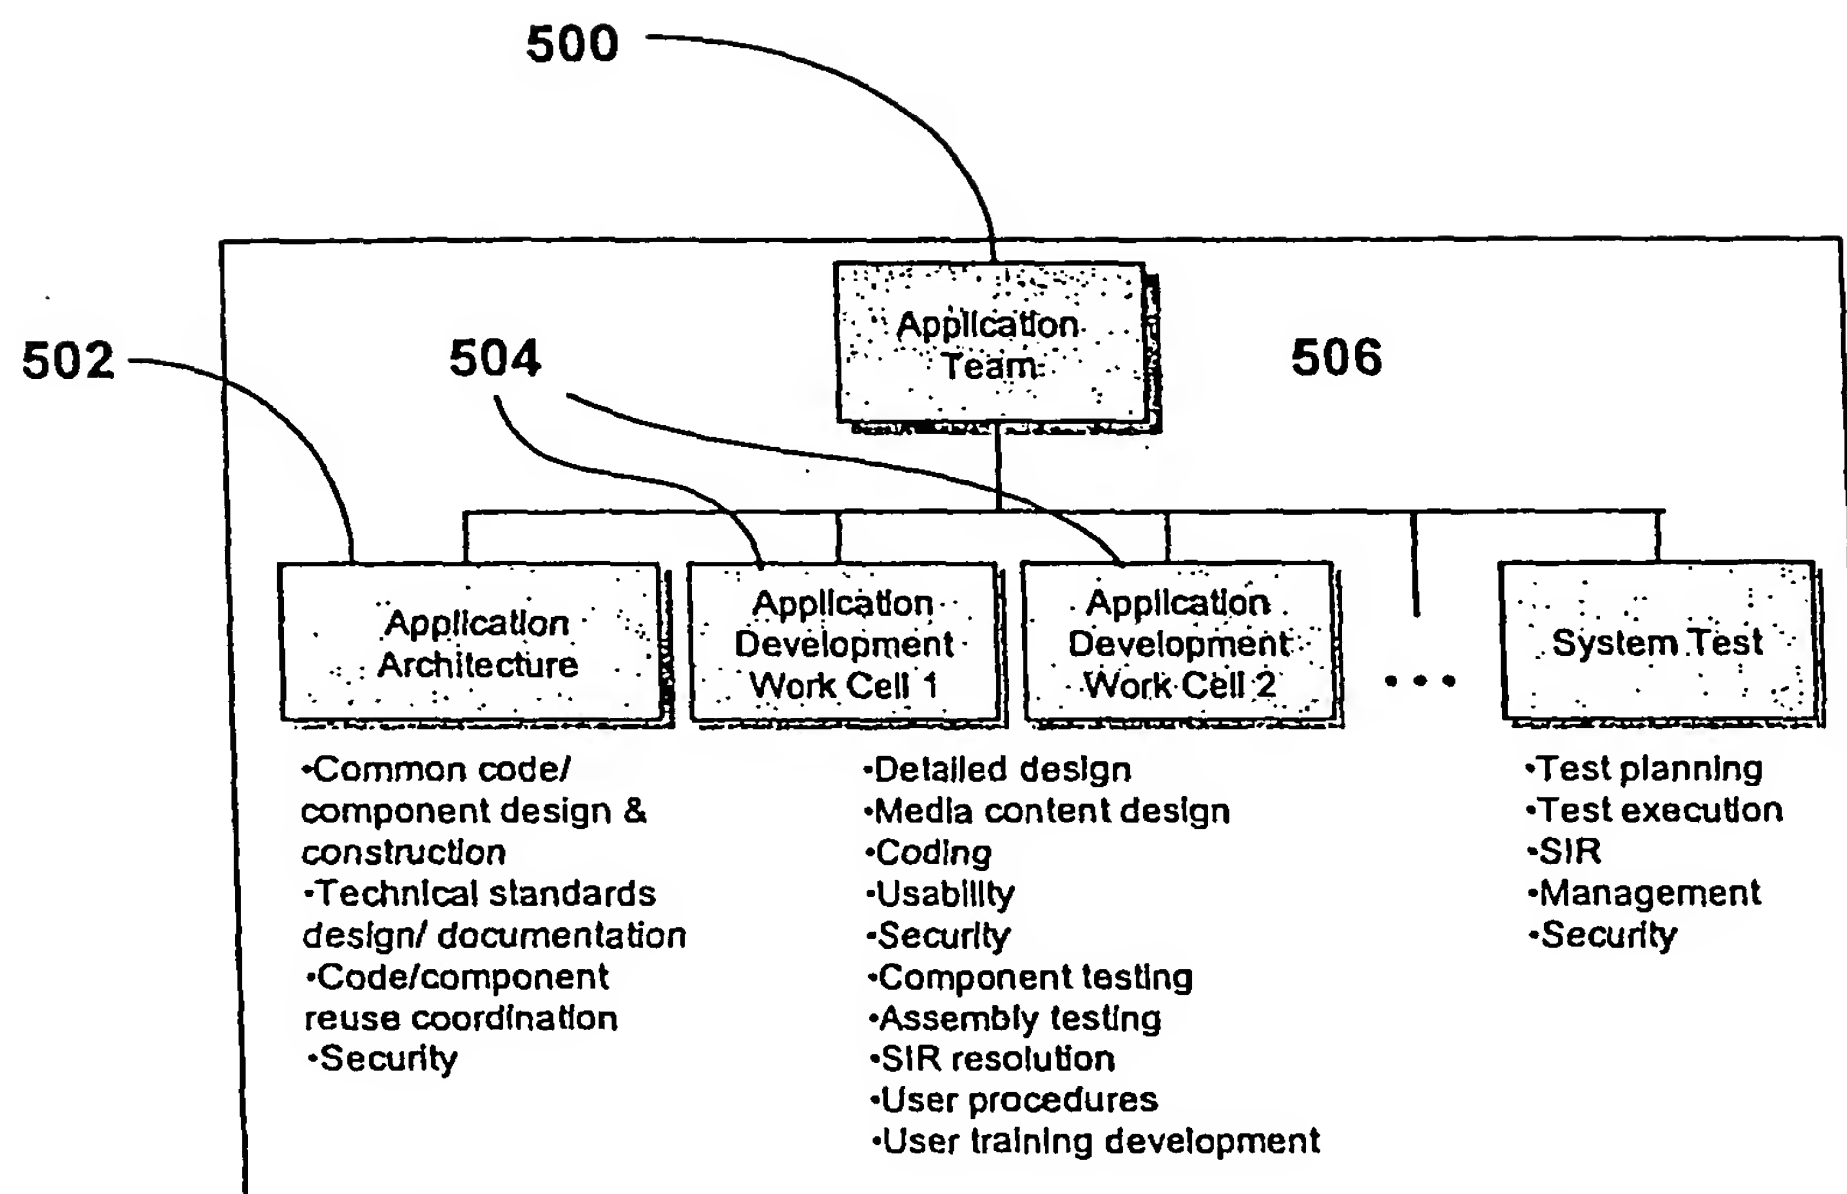 500
502
504
506
Application
Team
Application
Architecture
Application
Development
Work Cell 1
Application
Development
Work Cell 2
• • •
System Test
•Common code/
component design &
construction
•Technical standards
design/ documentation
•Code/component
reuse coordination
•Security
•Detailed design
•Media content design
•Coding
•Usability
•Security
•Component testing
•Assembly testing
•SIR resolution
•User procedures
•User training development
•Test planning
•Test execution
•SIR
•Management
•Security